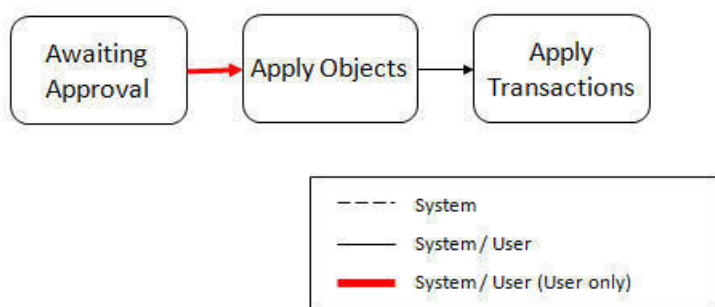 Awaiting
Approval
Apply Objects
Apply
Transactions
System
System / User
System / User (User only)